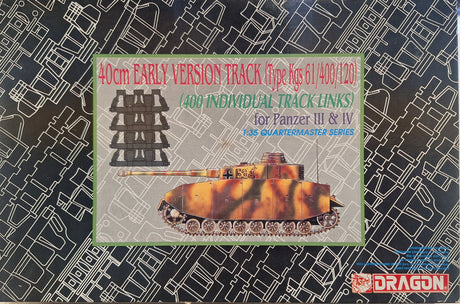 40cm EARLY VERSION TRACK (Type Kgs 61/400/120)
(400 INDIVIDUAL TRACK LINKS)
for Panzer III & IV
1:35 QUARTERMASTER SERIES
DRAGON